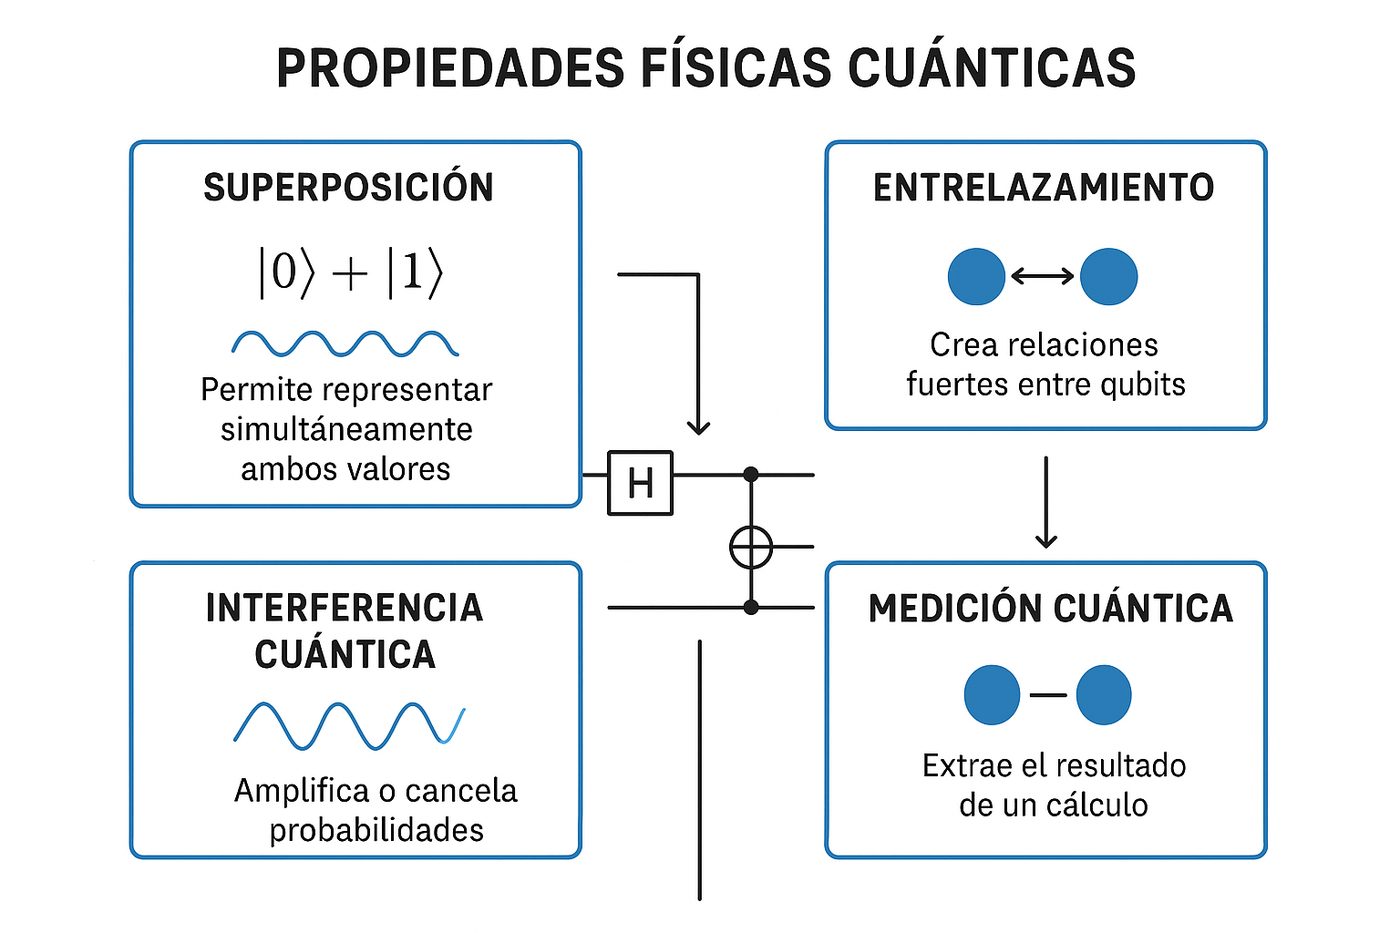 PROPIEDADES FÍSICAS CUÁNTICAS
SUPERPOSICIÓN
|0⟩ + |1⟩
Permite representar
simultáneamente
ambos valores
ENTRELAZAMIENTO
Crea relaciones
fuertes entre qubits
H
INTERFERENCIA
CUÁNTICA
Amplifica o cancela
probabilidades
MEDICIÓN CUÁNTICA
Extrae el resultado
de un cálculo